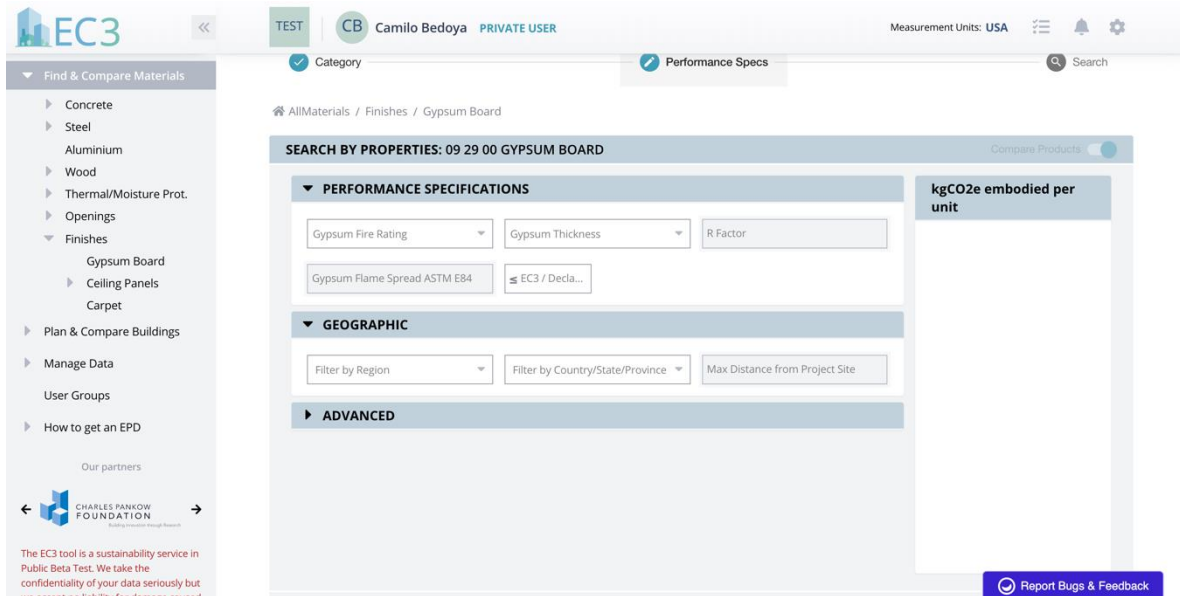 EC3
TEST
CB Camilo Bedoya PRIVATE USER
Measurement Units: USA
Find & Compare Materials
Concrete
Steel
Aluminium
Wood
Thermal/Moisture Prot.
Openings
Finishes
Gypsum Board
Ceiling Panels
Carpet
Plan & Compare Buildings
Manage Data
User Groups
How to get an EPD
Our partners
CHARLES PANKOW
FOUNDATION
Building Innovation through Research
The EC3 tool is a sustainability service in
Public Beta Test. We take the
confidentiality of your data seriously but
Category
Performance Specs
Search
AllMaterials / Finishes / Gypsum Board
SEARCH BY PROPERTIES: 09 29 00 GYPSUM BOARD
Compare Products
PERFORMANCE SPECIFICATIONS
Gypsum Fire Rating
Gypsum Thickness
R Factor
Gypsum Flame Spread ASTM E84
≤ EC3 / Decla...
GEOGRAPHIC
Filter by Region
Filter by Country/State/Province
Max Distance from Project Site
ADVANCED
kgCO2e embodied per
unit
Report Bugs & Feedback